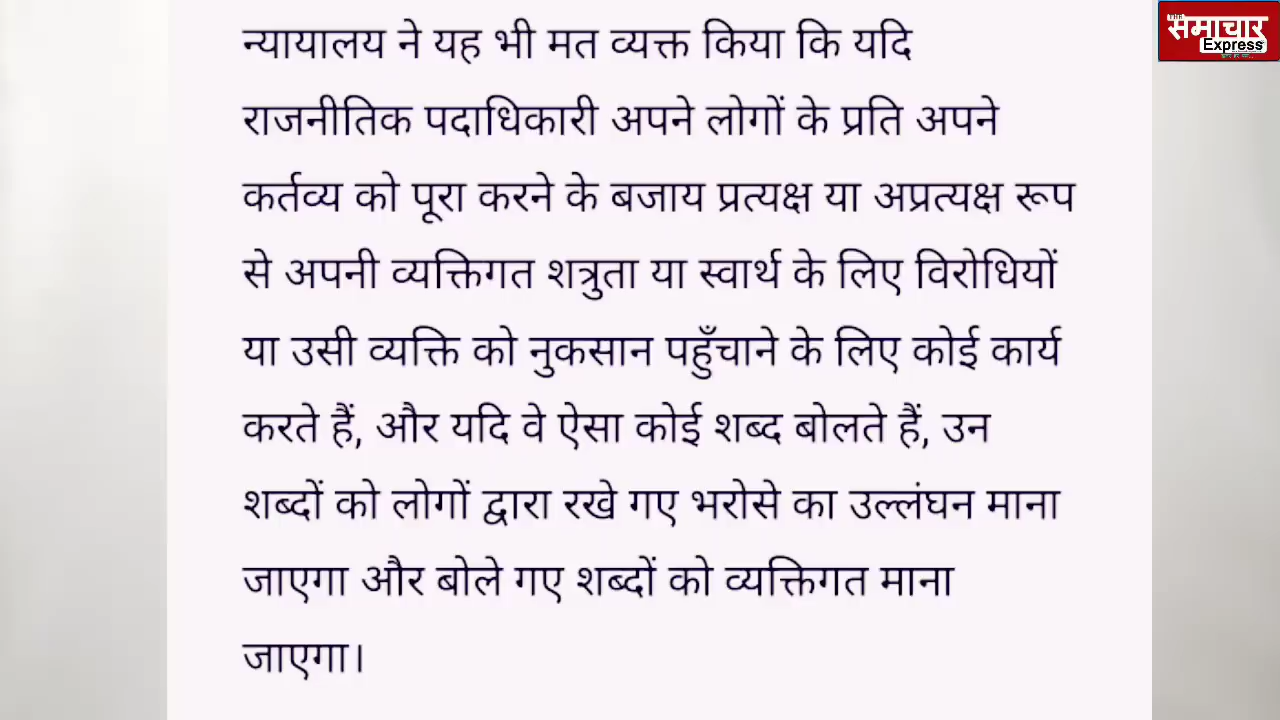 THE
समाचार
Express
न्यायालय ने यह भी मत व्यक्त किया कि यदि
राजनीतिक पदाधिकारी अपने लोगों के प्रति अपने
कर्तव्य को पूरा करने के बजाय प्रत्यक्ष या अप्रत्यक्ष रूप
से अपनी व्यक्तिगत शत्रुता या स्वार्थ के लिए विरोधियों
या उसी व्यक्ति को नुकसान पहुँचाने के लिए कोई कार्य
करते हैं, और यदि वे ऐसा कोई शब्द बोलते हैं, उन
शब्दों को लोगों द्वारा रखे गए भरोसे का उल्लंघन माना
जाएगा और बोले गए शब्दों को व्यक्तिगत माना
जाएगा।